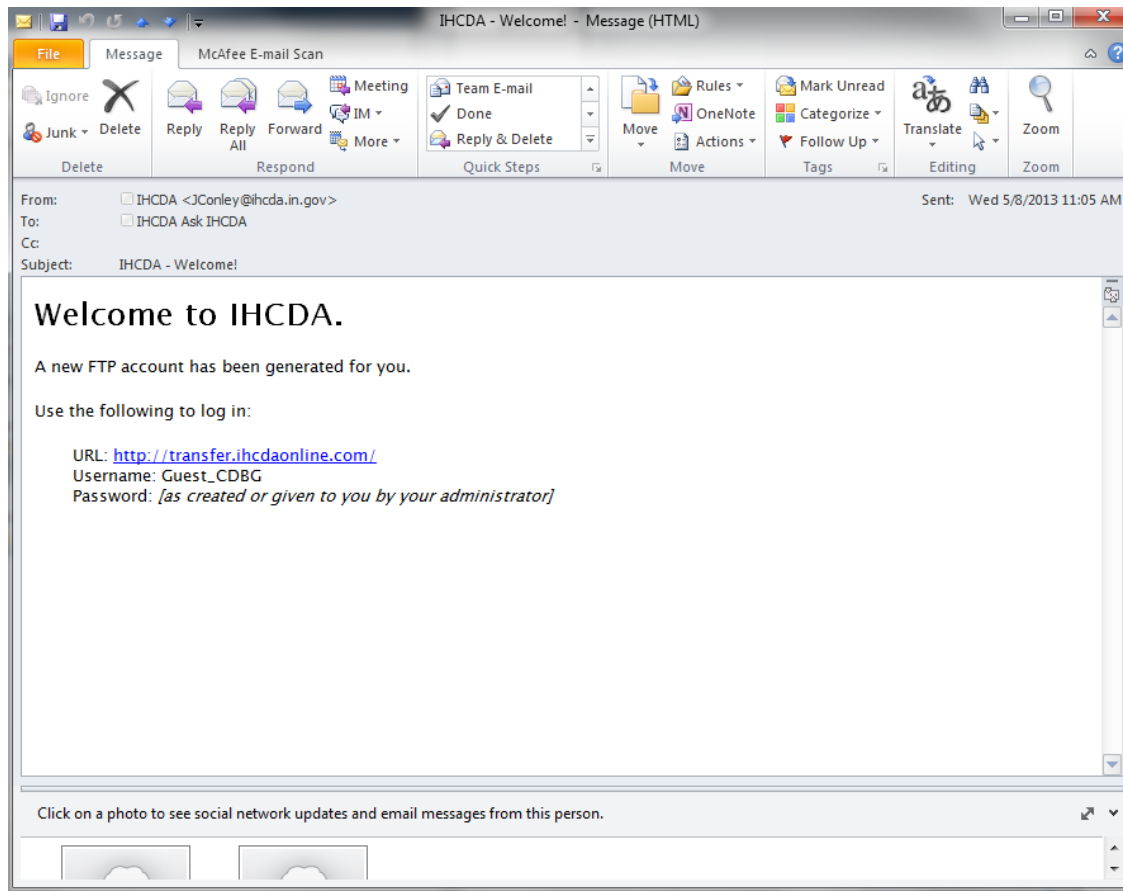 IHCDA - Welcome! - Message (HTML)
File Message McAfee E-mail Scan
Ignore
Junk
Delete
Reply
Reply All
Forward
Meeting
IM
More
Team E-mail
Done
Reply & Delete
Move
Rules
OneNote
Actions
Mark Unread
Categorize
Follow Up
Translate
Zoom
Delete Respond Quick Steps Move Tags Editing Zoom
From: IHCDA <JConley@ihcda.in.gov> Sent: Wed 5/8/2013 11:05 AM
To: IHCDA Ask IHCDA
Cc:
Subject: IHCDA - Welcome!
Welcome to IHCDA.
A new FTP account has been generated for you.
Use the following to log in:
URL: http://transfer.ihcdaonline.com/
Username: Guest_CDBG
Password: [as created or given to you by your administrator]
Click on a photo to see social network updates and email messages from this person.